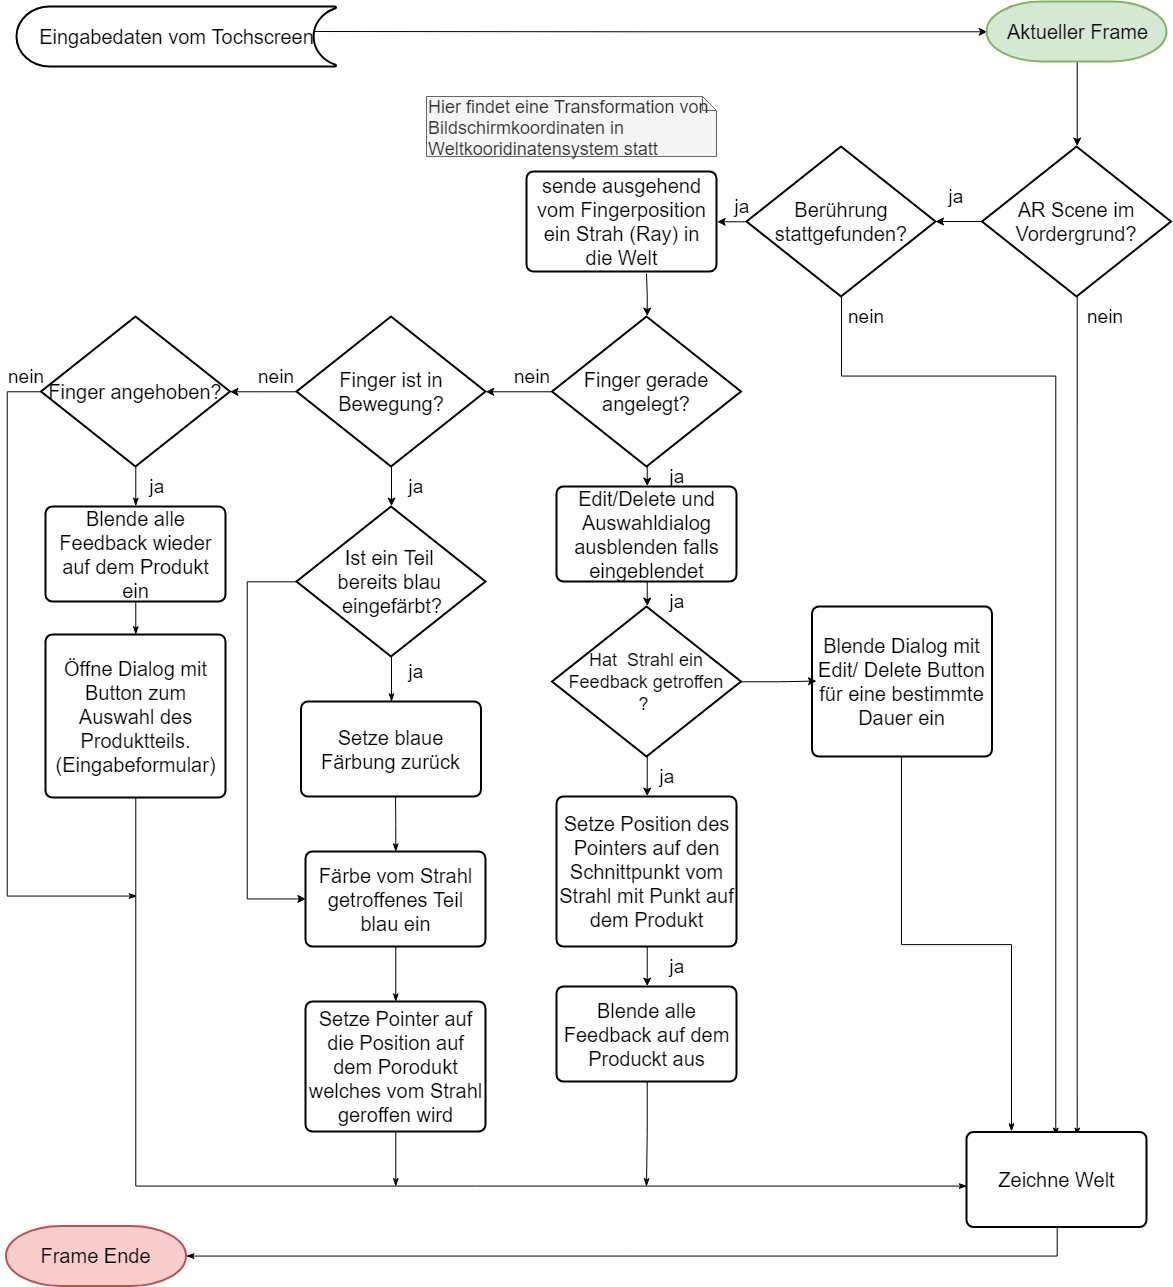 Eingabedaten vom Tochscreen
Aktueller Frame
Hier findet eine Transformation von
Bildschirmkoordinaten in
Weltkooridinatensystem statt
AR Scene im
Vordergrund?
ja
nein
Berührung
stattgefunden?
ja
nein
sende ausgehend
vom Fingerposition
ein Strah (Ray) in
die Welt
Finger gerade
angelegt?
nein
ja
Finger ist in
Bewegung?
nein
ja
Finger angehoben?
nein
ja
Blende alle
Feedback wieder
auf dem Produkt
ein
Öffne Dialog mit
Button zum
Auswahl des
Produktteils.
(Eingabeformular)
Ist ein Teil
bereits blau
eingefärbt?
ja
Setze blaue
Färbung zurück
Färbe vom Strahl
getroffenes Teil
blau ein
Setze Pointer auf
die Position auf
dem Porodukt
welches vom Strahl
geroffen wird
Edit/Delete und
Auswahldialog
ausblenden falls
eingeblendet
ja
Hat Strahl ein
Feedback getroffen
?
ja
Blende Dialog mit
Edit/ Delete Button
für eine bestimmte
Dauer ein
Setze Position des
Pointers auf den
Schnittpunkt vom
Strahl mit Punkt auf
dem Produkt
ja
Blende alle
Feedback auf dem
Produckt aus
Zeichne Welt
Frame Ende